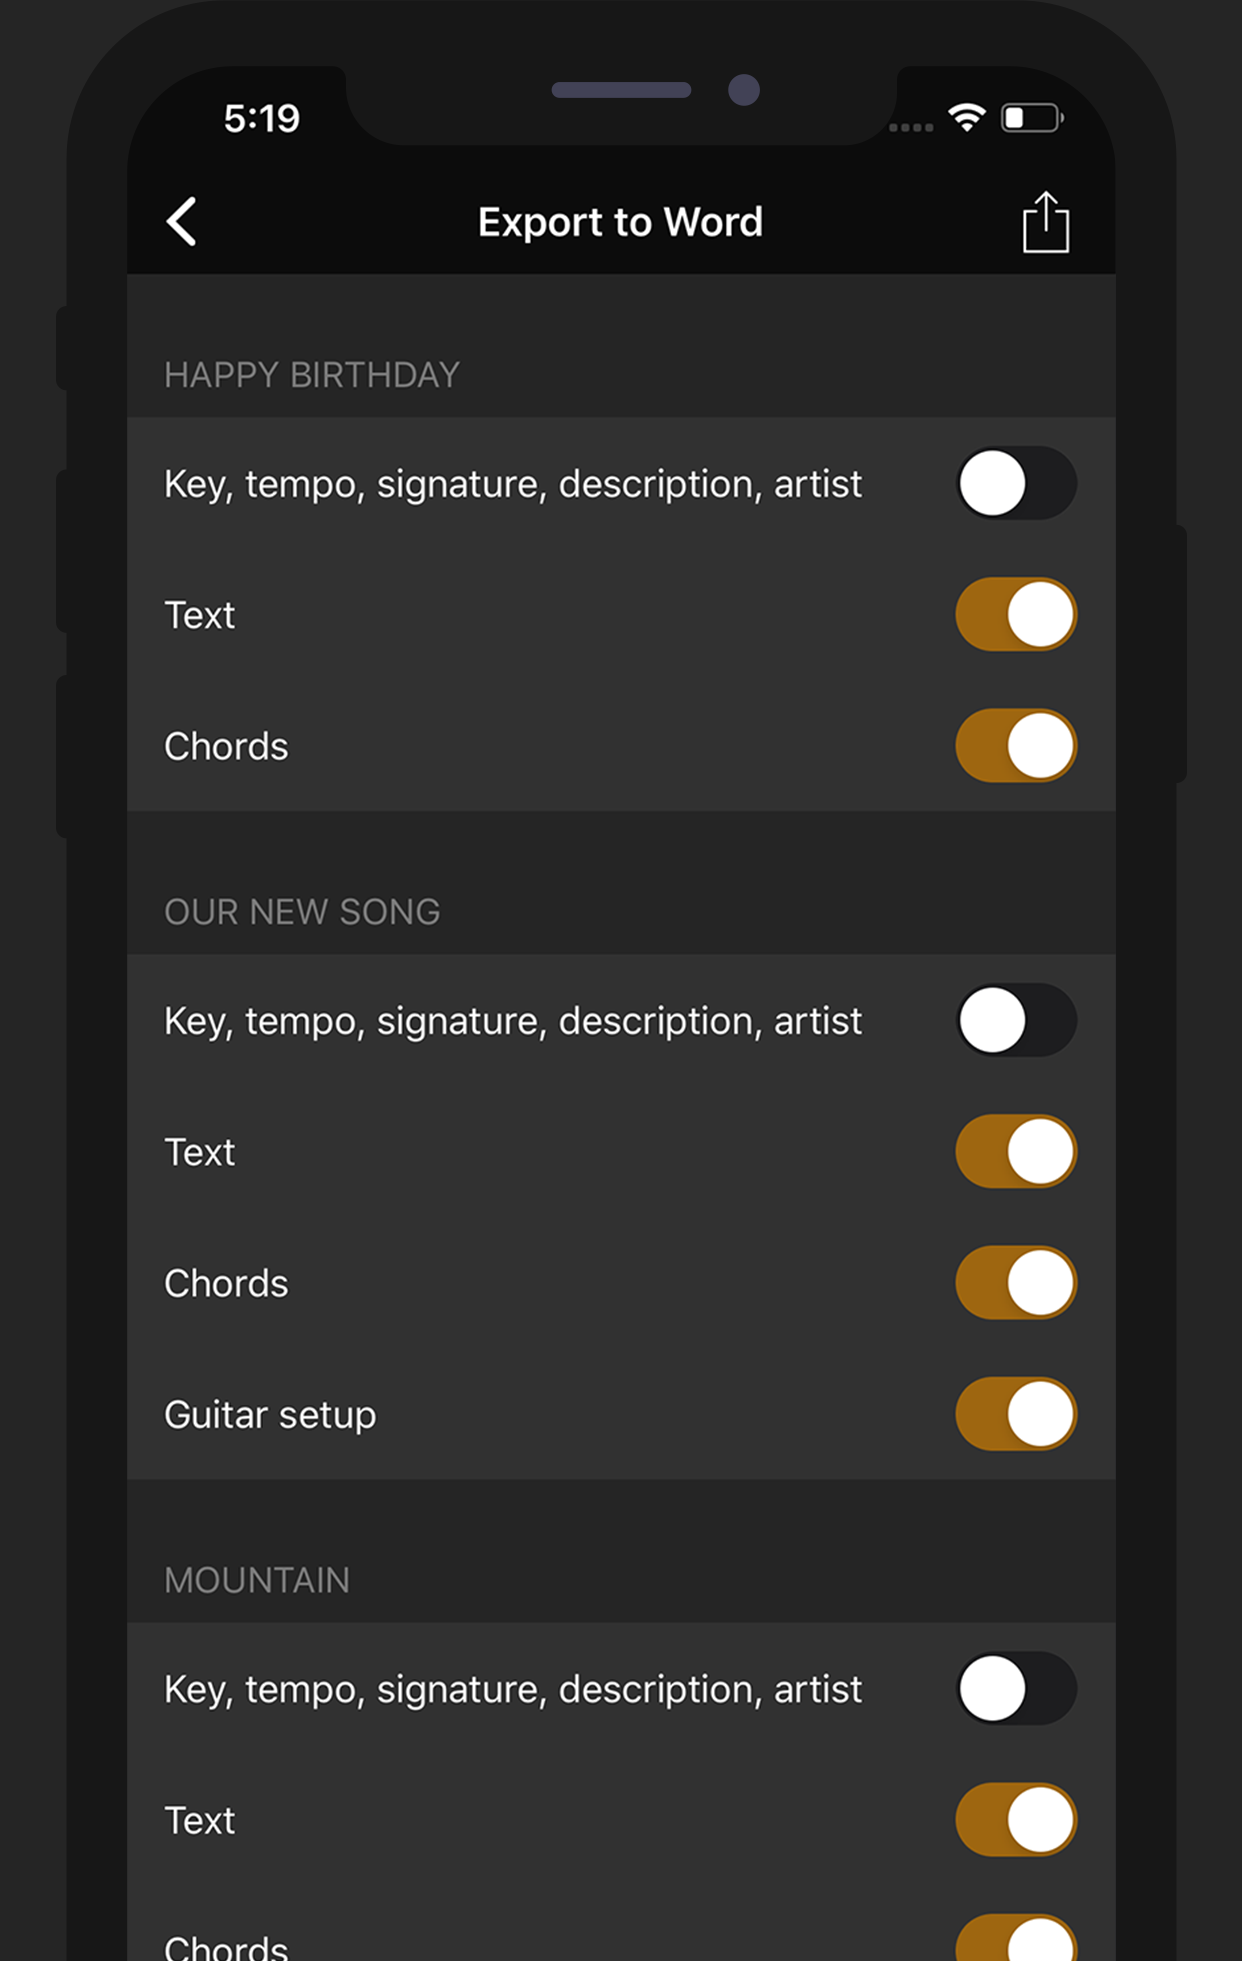 5:19
Export to Word
HAPPY BIRTHDAY
Key, tempo, signature, description, artist
Text
Chords
OUR NEW SONG
Key, tempo, signature, description, artist
Text
Chords
Guitar setup
MOUNTAIN
Key, tempo, signature, description, artist
Text
Chords